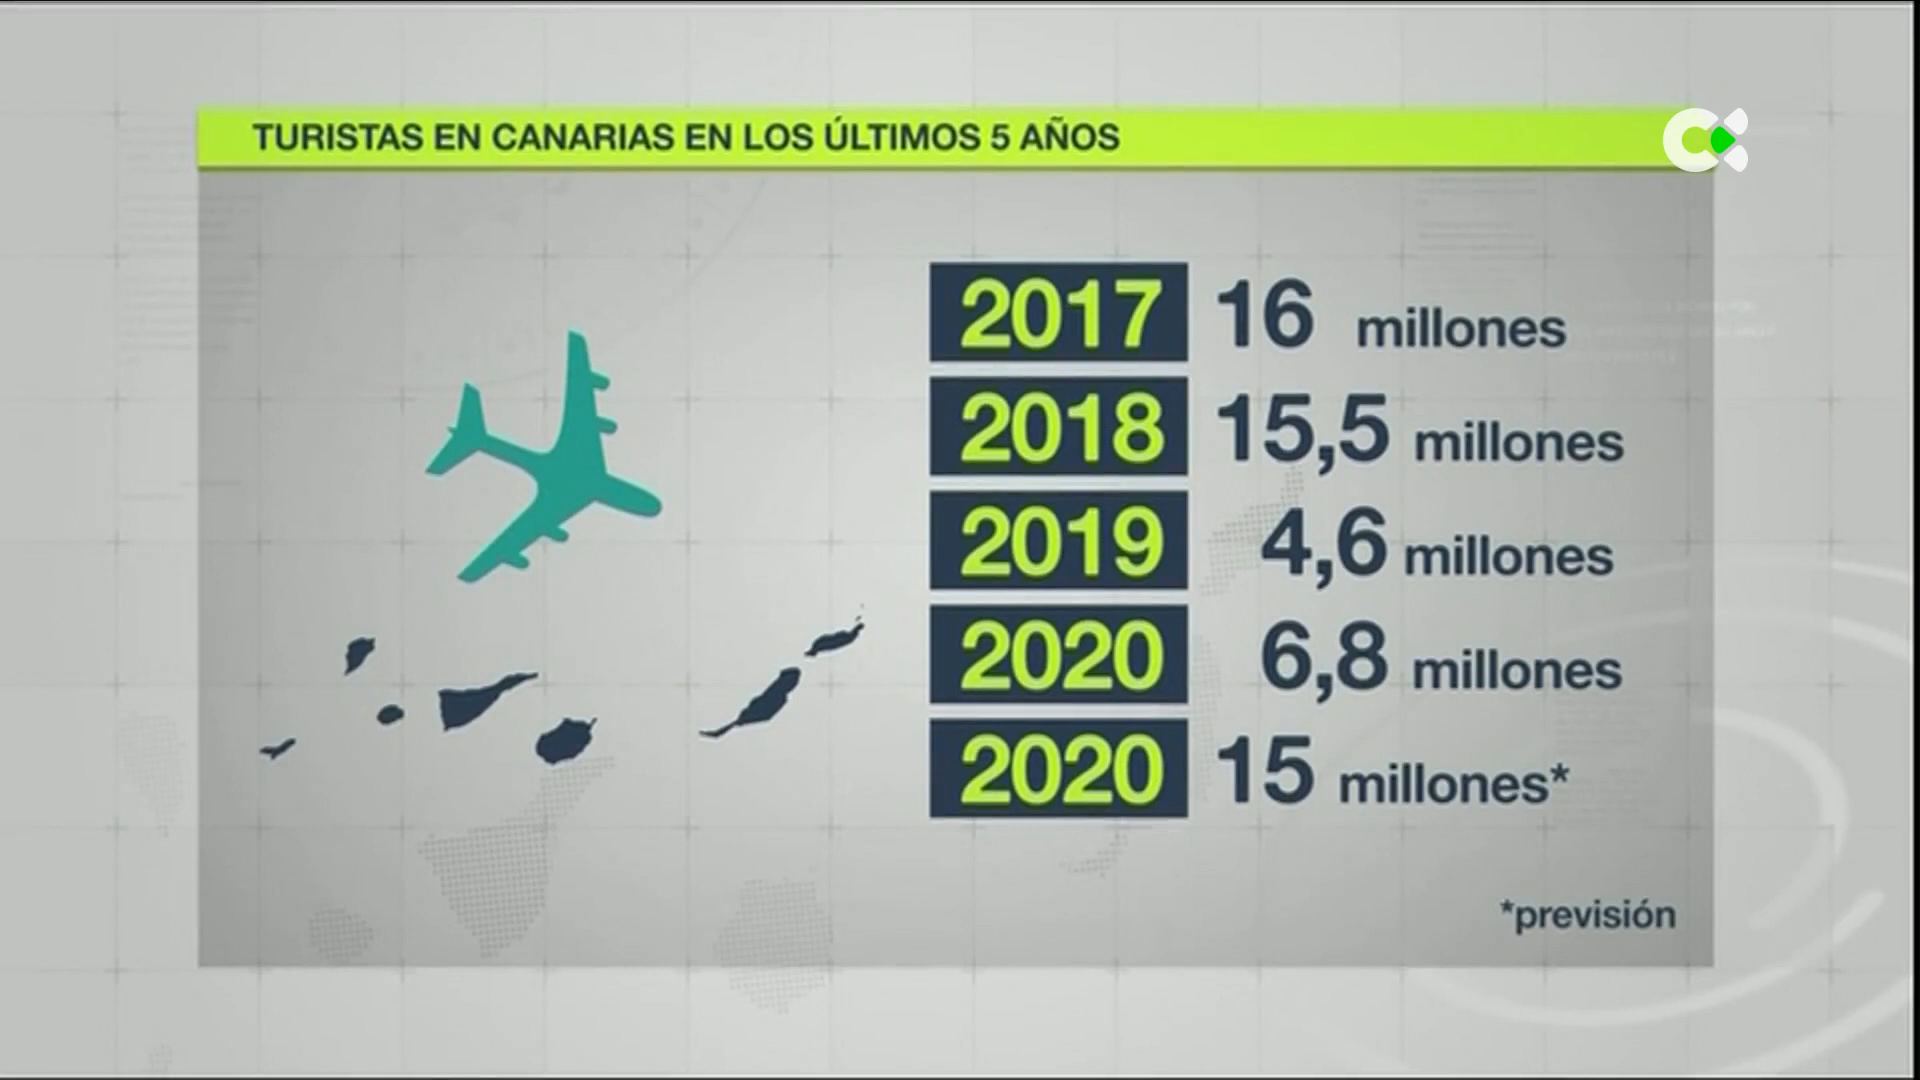 TURISTAS EN CANARIAS EN LOS ÚLTIMOS 5 AÑOS
2017 16 millones
2018 15,5 millones
2019 4,6 millones
2020 6,8 millones
2020 15 millones*
*previsión